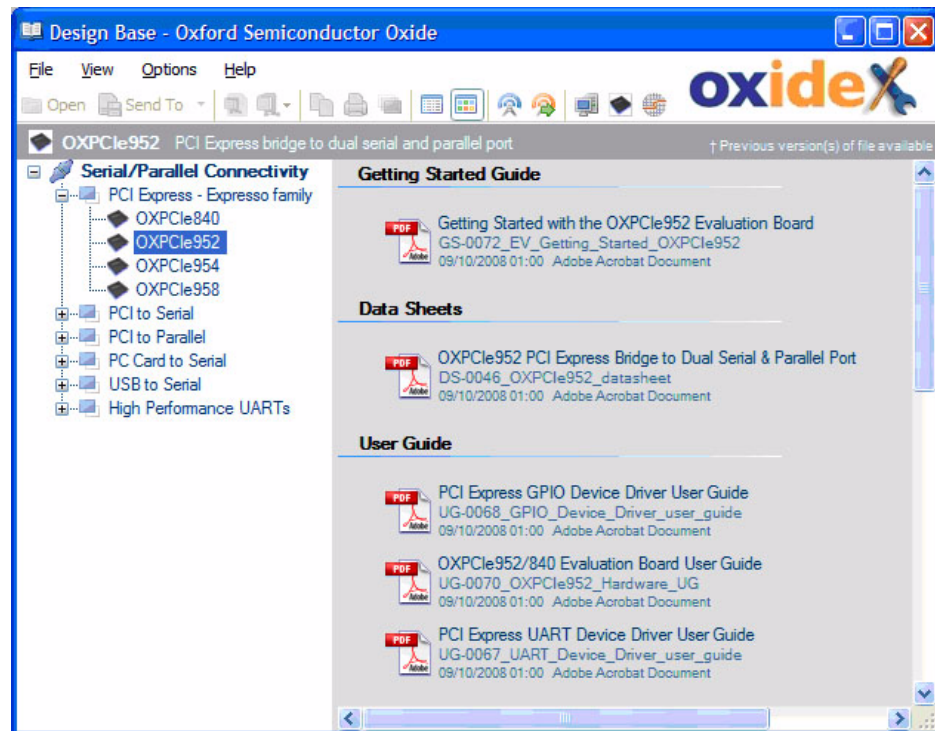 Design Base - Oxford Semiconductor Oxide
File View Options Help
Open Send To
oxide
OXPCIe952 PCI Express bridge to dual serial and parallel port † Previous version(s) of file available
Serial/Parallel Connectivity
PCI Express - Expresso family
OXPCIe840
OXPCIe952
OXPCIe954
OXPCIe958
PCI to Serial
PCI to Parallel
PC Card to Serial
USB to Serial
High Performance UARTs
Getting Started Guide
PDF
Getting Started with the OXPCIe952 Evaluation Board
GS-0072_EV_Getting_Started_OXPCIe952
Adobe
09/10/2008 01:00 Adobe Acrobat Document
Data Sheets
PDF
OXPCIe952 PCI Express Bridge to Dual Serial & Parallel Port
DS-0046_OXPCIe952_datasheet
Adobe
09/10/2008 01:00 Adobe Acrobat Document
User Guide
PDF
PCI Express GPIO Device Driver User Guide
UG-0068_GPIO_Device_Driver_user_guide
Adobe
09/10/2008 01:00 Adobe Acrobat Document
PDF
OXPCIe952/840 Evaluation Board User Guide
UG-0070_OXPCIe952_Hardware_UG
Adobe
09/10/2008 01:00 Adobe Acrobat Document
PDF
PCI Express UART Device Driver User Guide
UG-0067_UART_Device_Driver_user_guide
Adobe
09/10/2008 01:00 Adobe Acrobat Document